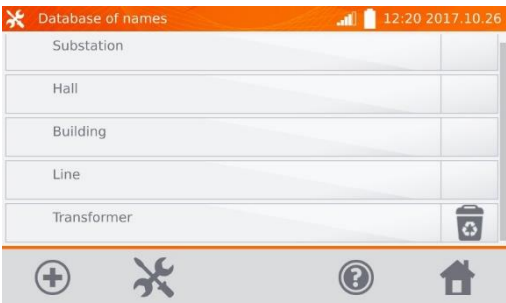 Database of names 12:20 2017.10.26
Substation
Hall
Building
Line
Transformer